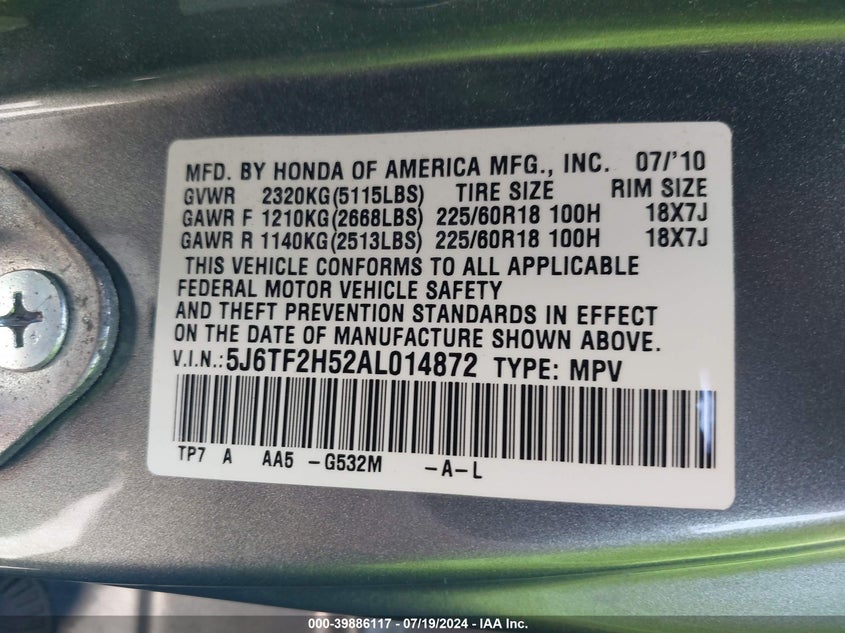 MFD. BY HONDA OF AMERICA MFG., INC. 07/'10
GVWR 2320KG(5115LBS) TIRE SIZE RIM SIZE
GAWR F 1210KG(2668LBS) 225/60R18 100H 18X7J
GAWR R 1140KG(2513LBS) 225/60R18 100H 18X7J
THIS VEHICLE CONFORMS TO ALL APPLICABLE
FEDERAL MOTOR VEHICLE SAFETY
AND THEFT PREVENTION STANDARDS IN EFFECT
ON THE DATE OF MANUFACTURE SHOWN ABOVE.
V.I.N.: 5J6TF2H52AL014872 TYPE: MPV
TP7 A AA5 -G532M -A-L
000-39886117 - 07/19/2024 - IAA Inc.